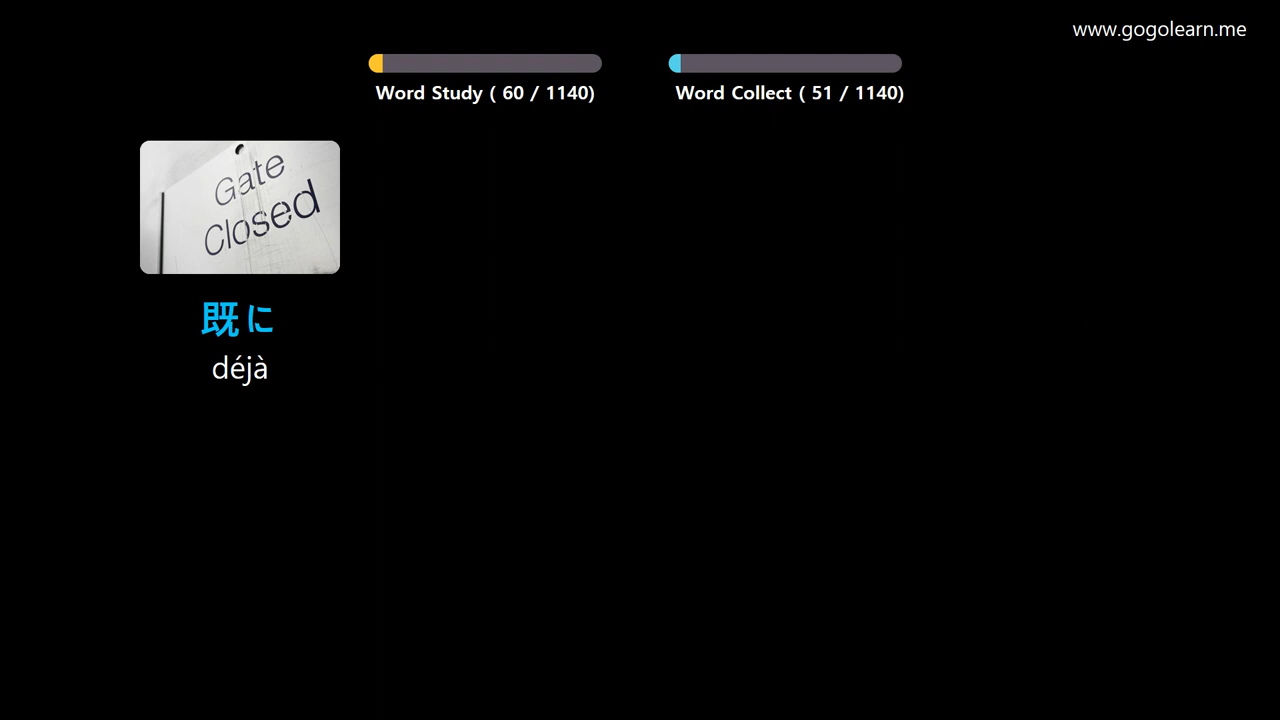 www.gogolearn.me
Word Study ( 60 / 1140)
Word Collect ( 51 / 1140)
Gate
Closed
既に
déjà